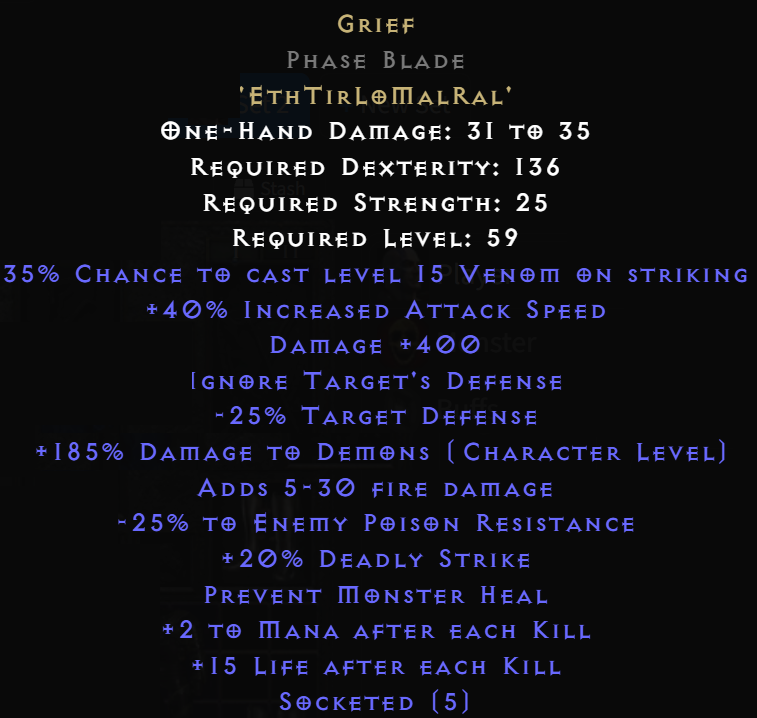 Grief
Phase Blade
'EthTirLoMalRal'
One-Hand Damage: 31 to 35
Required Dexterity: 136
Required Strength: 25
Required Level: 59
35% Chance to cast level 15 Venom on striking
+40% Increased Attack Speed
Damage +400
Ignore Target's Defense
-25% Target Defense
+185% Damage to Demons (Character Level)
Adds 5-30 fire damage
-25% to Enemy Poison Resistance
+20% Deadly Strike
Prevent Monster Heal
+2 to Mana after each Kill
+15 Life after each Kill
Socketed (5)